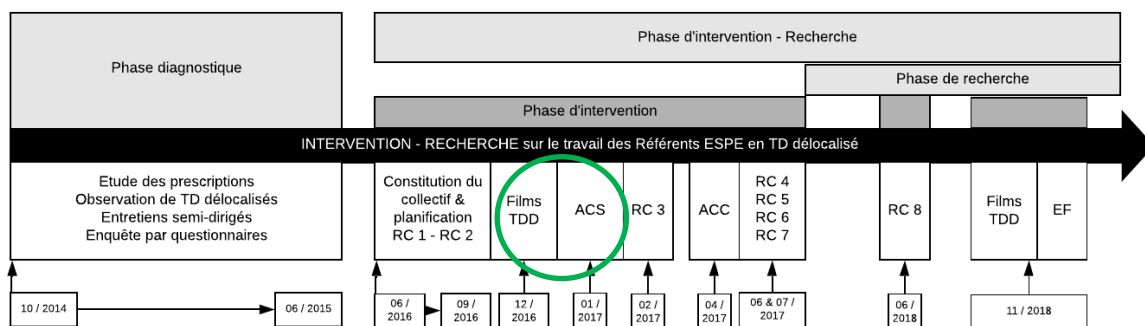 Phase diagnostique
Phase d'intervention - Recherche
Phase de recherche
Phase d'intervention
INTERVENTION - RECHERCHE sur le travail des Référents ESPE en TD délocalisé
Etude des prescriptions
Observation de TD délocalisés
Entretiens semi-dirigés
Enquête par questionnaires
Constitution du
collectif &
planification
RC 1 - RC 2
Films
TDD
ACS
RC 3
ACC
RC 4
RC 5
RC 6
RC 7
RC 8
Films
TDD
EF
10 / 2014
06 / 2015
06 /
2016
09 /
2016
12 /
2016
01 /
2017
02 /
2017
04 /
2017
06 & 07 /
2017
06 /
2018
11 / 2018